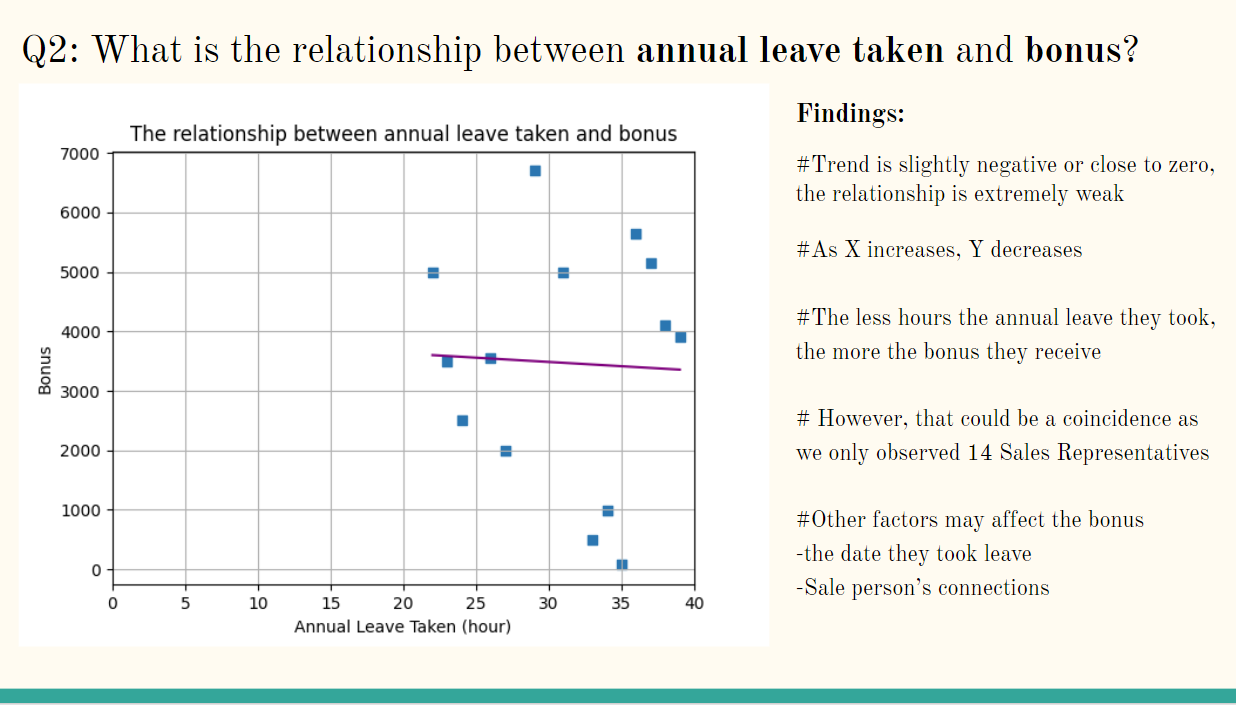 Q2: What is the relationship between annual leave taken and bonus?
The relationship between annual leave taken and bonus
7000
6000
5000
4000
3000
2000
1000
0
Bonus
0 5 10 15 20 25 30 35 40
Annual Leave Taken (hour)
Findings:
#Trend is slightly negative or close to zero,
the relationship is extremely weak
#As X increases, Y decreases
#The less hours the annual leave they took,
the more the bonus they receive
# However, that could be a coincidence as
we only observed 14 Sales Representatives
#Other factors may affect the bonus
-the date they took leave
-Sale person's connections